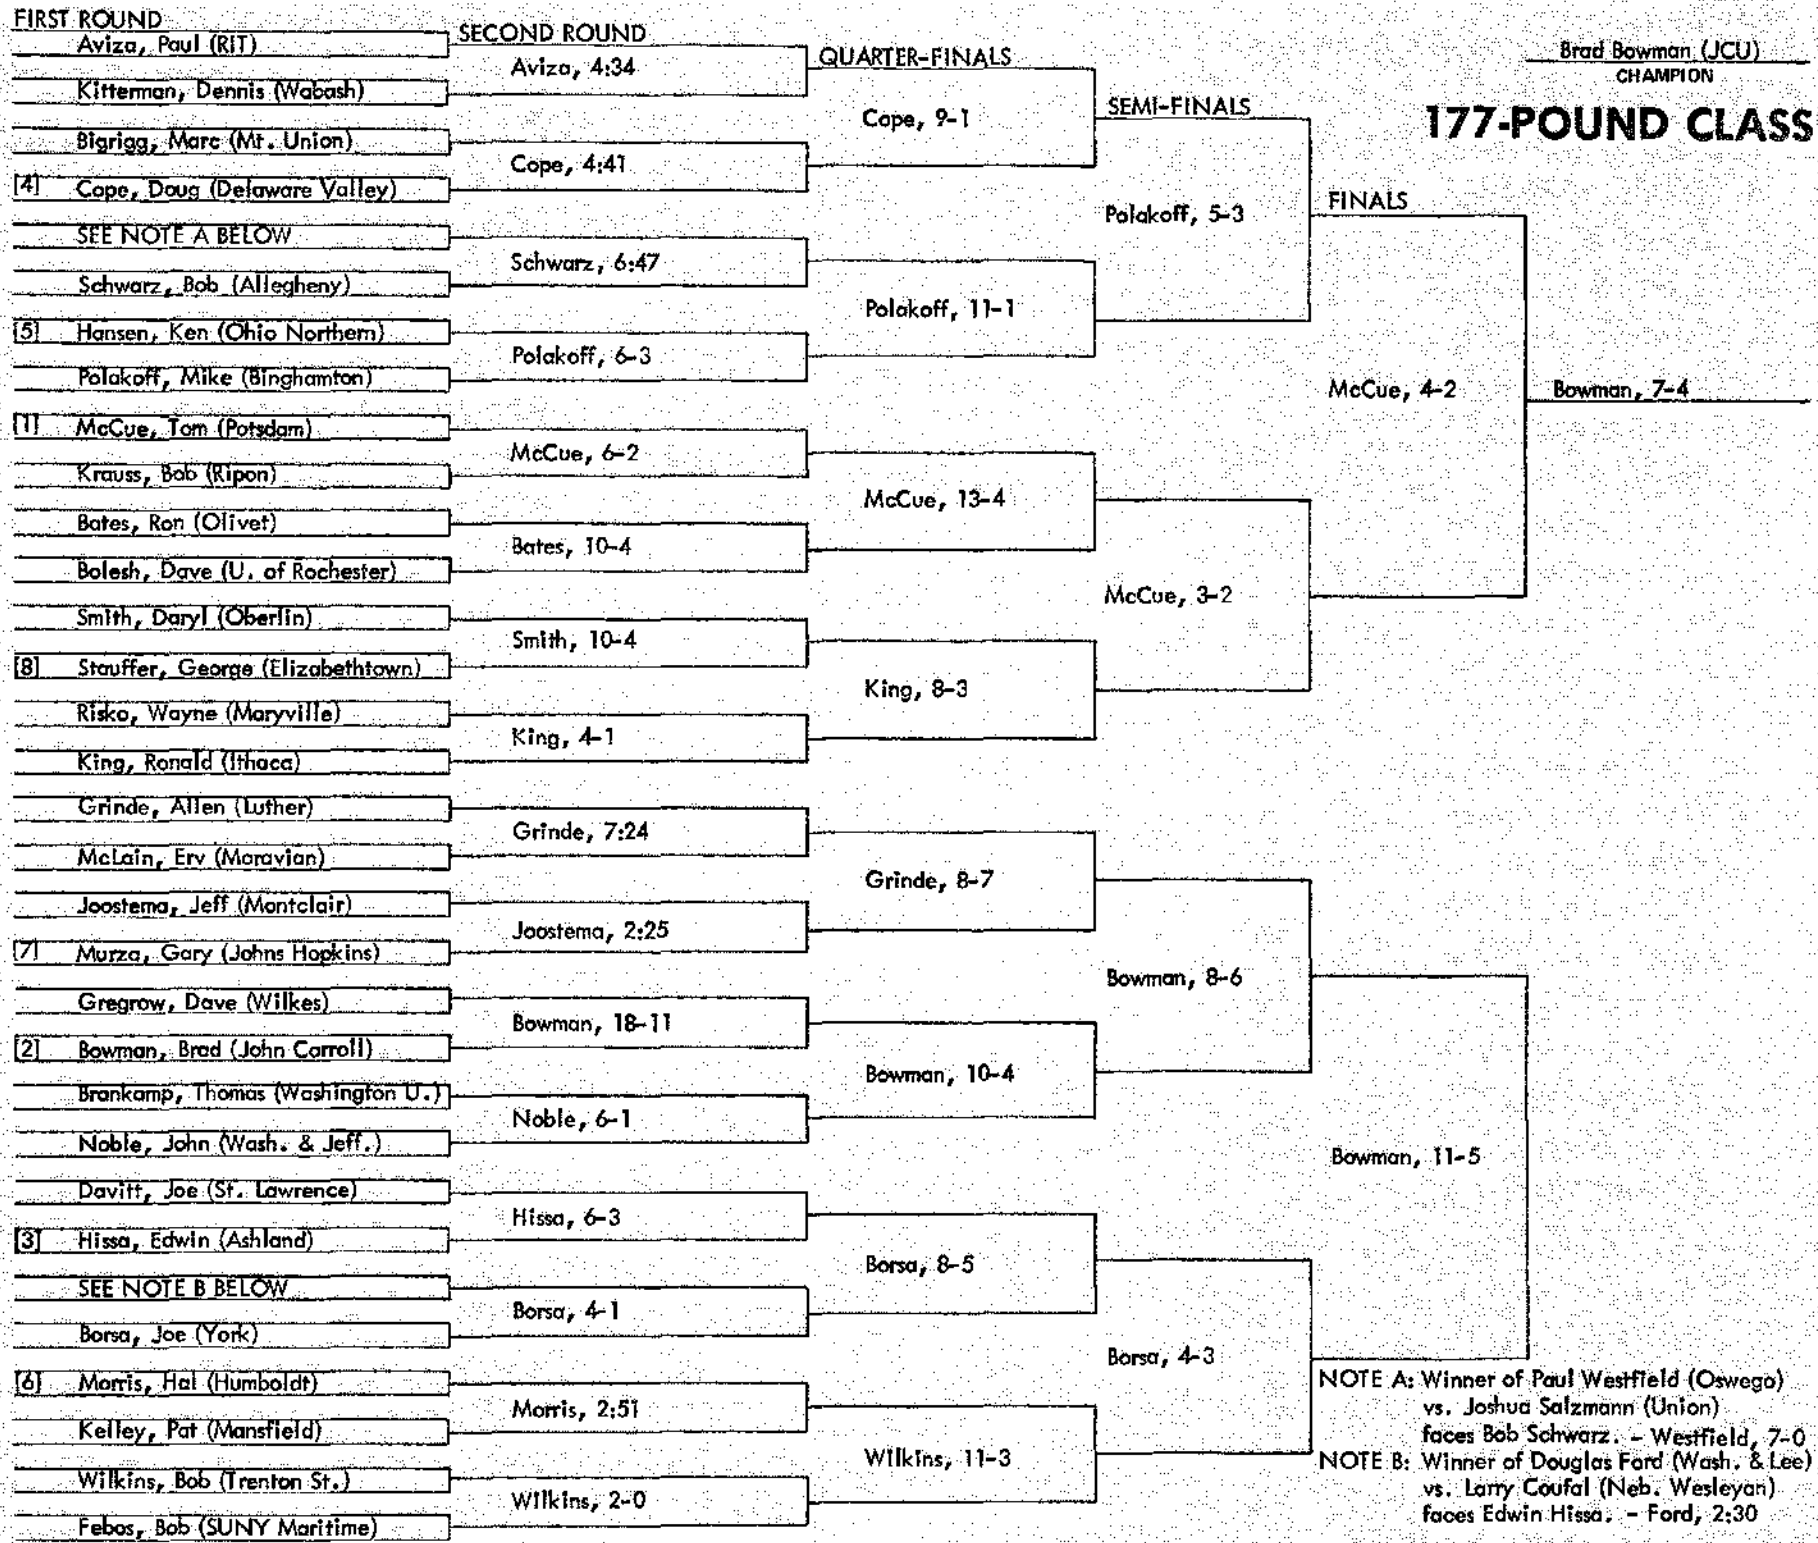 FIRST ROUND
Aviza, Paul (RIT)
Kitterman, Dennis (Wabash)
Bigrigg, Marc (Mt. Union)
[4] Cope, Doug (Delaware Valley)
SEE NOTE A BELOW
Schwarz, Bob (Allegheny)
[5] Hansen, Ken (Ohio Northern)
Polakoff, Mike (Binghamton)
[1] McCue, Tom (Potsdam)
Krauss, Bob (Ripon)
Bates, Ron (Olivet)
Bolesh, Dave (U. of Rochester)
Smith, Daryl (Oberlin)
[8] Stauffer, George (Elizabethtown)
Risko, Wayne (Maryville)
King, Ronald (Ithaca)
Grinde, Allen (Luther)
McLain, Erv (Moravian)
Joostema, Jeff (Montclair)
[7] Murza, Gary (Johns Hopkins)
Gregrow, Dave (Wilkes)
[2] Bowman, Brad (John Carroll)
Brankamp, Thomas (Washington U.)
Noble, John (Wash. & Jeff.)
Davitt, Joe (St. Lawrence)
[3] Hissa, Edwin (Ashland)
SEE NOTE B BELOW
Borsa, Joe (York)
[6] Morris, Hal (Humboldt)
Kelley, Pat (Mansfield)
Wilkins, Bob (Trenton St.)
Febos, Bob (SUNY Maritime)
SECOND ROUND
Aviza, 4:34
Cope, 4:41
Schwarz, 6:47
Polakoff, 6-3
McCue, 6-2
Bates, 10-4
Smith, 10-4
King, 4-1
Grinde, 7:24
Joostema, 2:25
Bowman, 18-11
Noble, 6-1
Hissa, 6-3
Borsa, 4-1
Morris, 2:51
Wilkins, 2-0
QUARTER-FINALS
Cope, 9-1
Polakoff, 11-1
McCue, 13-4
King, 8-3
Grinde, 8-7
Bowman, 10-4
Borsa, 8-5
Wilkins, 11-3
SEMI-FINALS
Polakoff, 5-3
McCue, 3-2
Bowman, 8-6
Borsa, 4-3
FINALS
McCue, 4-2
Bowman, 11-5
Bowman, 7-4
Brad Bowman (JCU)
CHAMPION
177-POUND CLASS
NOTE A: Winner of Paul Westfield (Oswego)
vs. Joshua Salzmann (Union)
faces Bob Schwarz. - Westfield, 7-0
NOTE B: Winner of Douglas Ford (Wash. & Lee)
vs. Larry Coufal (Neb. Wesleyan)
faces Edwin Hissa. - Ford, 2:30